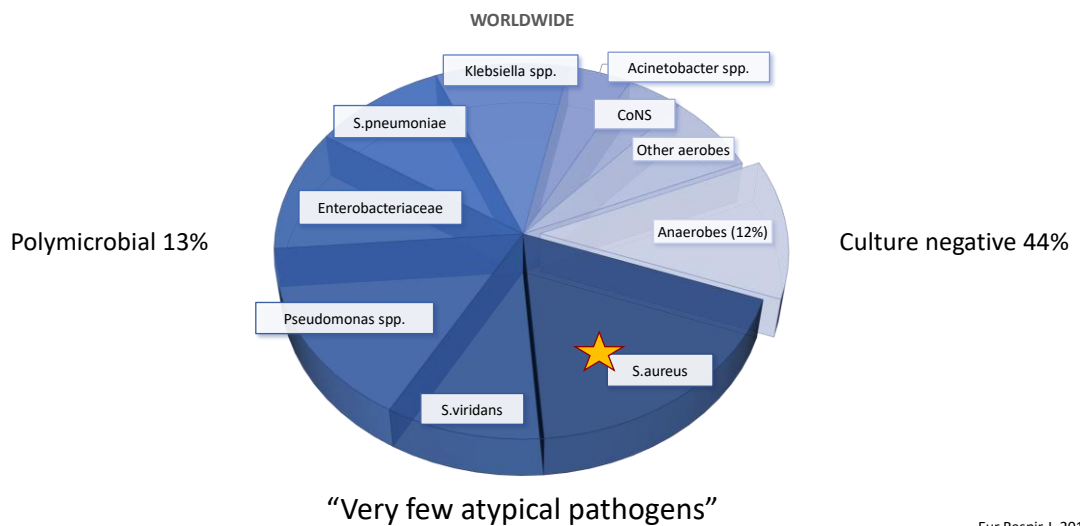 WORLDWIDE
Klebsiella spp.
Acinetobacter spp.
S.pneumoniae
CoNS
Other aerobes
Enterobacteriaceae
Anaerobes (12%)
Polymicrobial 13%
Culture negative 44%
Pseudomonas spp.
S.aureus
S.viridans
“Very few atypical pathogens”